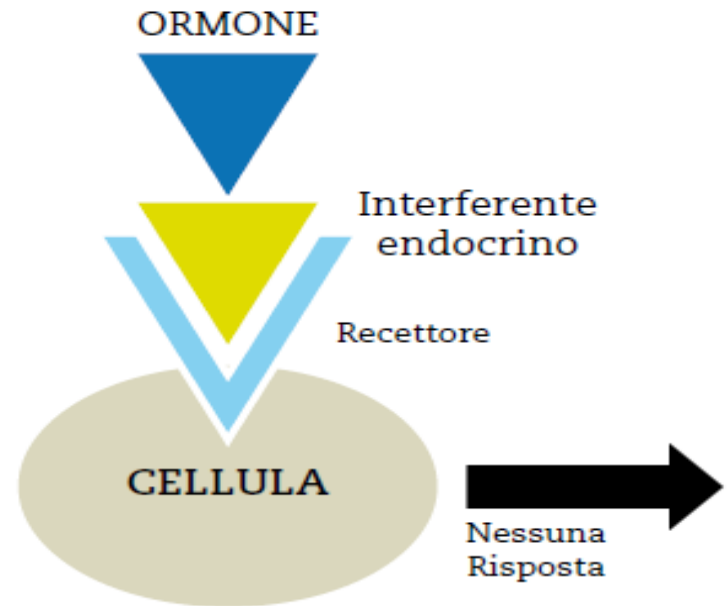 ORMONE
Interferente
endocrino
Recettore
CELLULA
Nessuna
Risposta